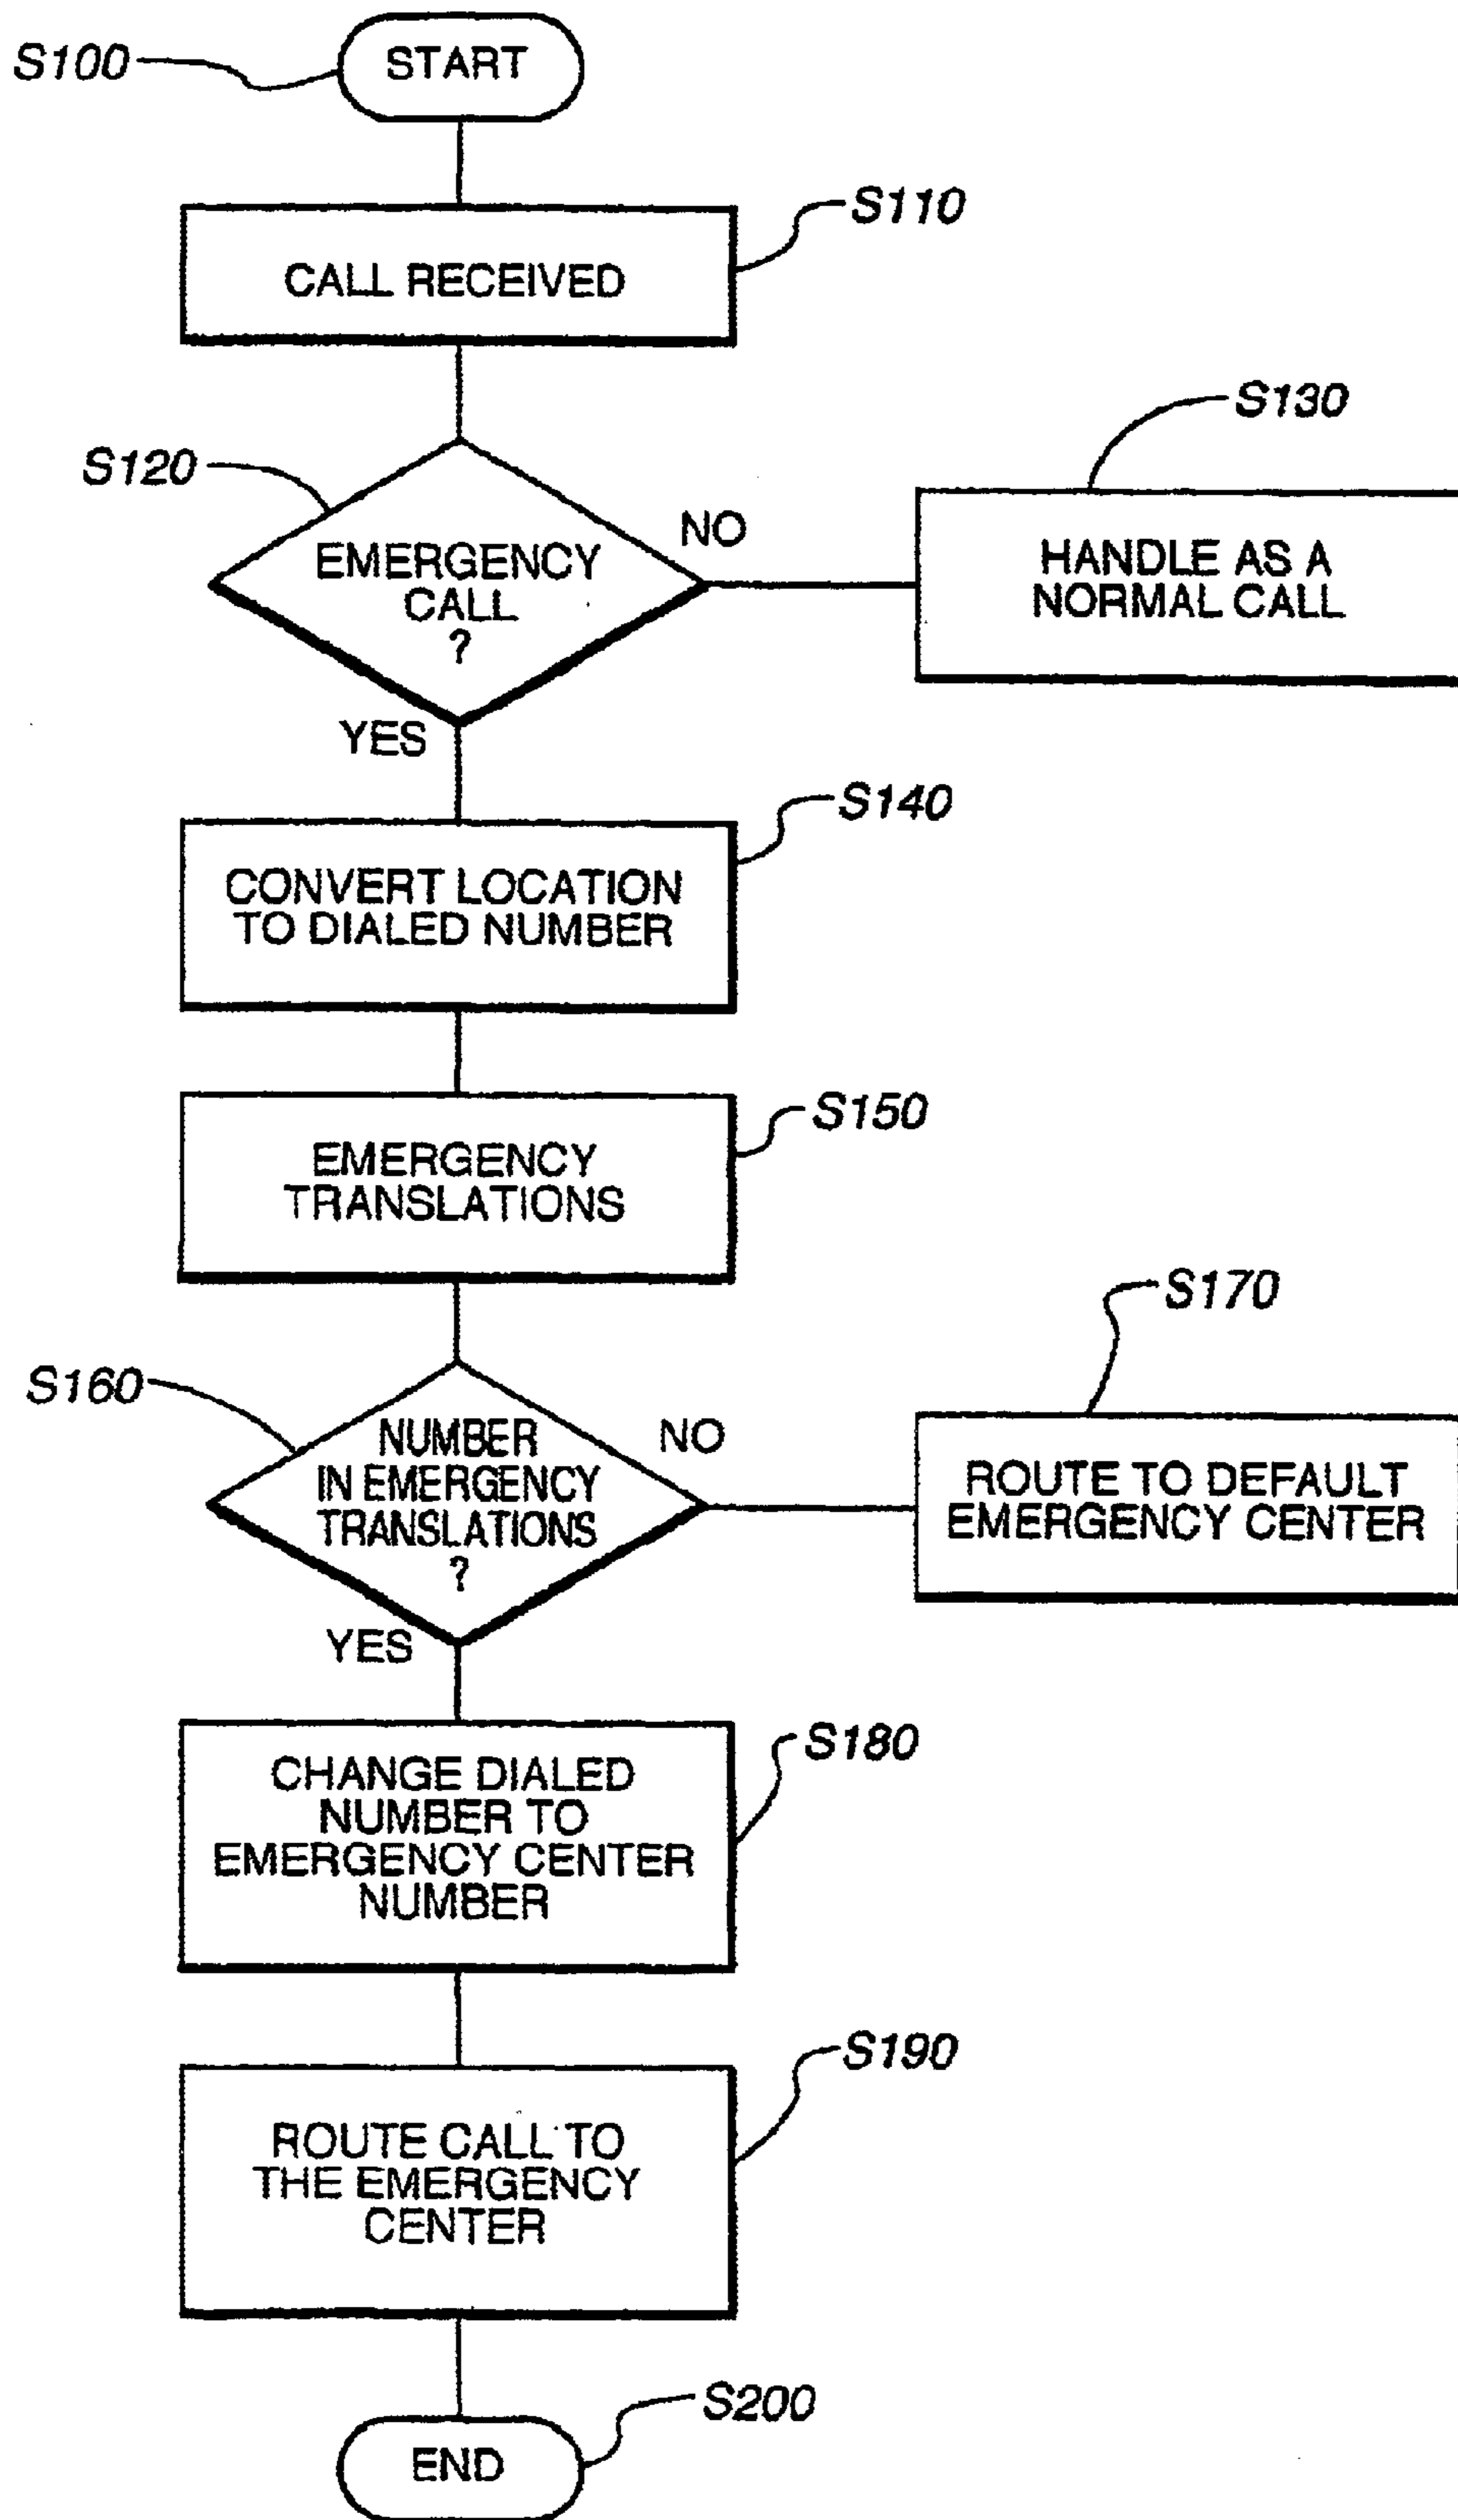 S100
START
S110
CALL RECEIVED
S130
S120
NO
EMERGENCY
CALL
?
HANDLE AS A
NORMAL CALL
YES
S140
CONVERT LOCATION
TO DIALED NUMBER
S150
EMERGENCY
TRANSLATIONS
S170
S160
NO
NUMBER
IN EMERGENCY
TRANSLATIONS
?
ROUTE TO DEFAULT
EMERGENCY CENTER
YES
S180
CHANGE DIALED
NUMBER TO
EMERGENCY CENTER
NUMBER
S190
ROUTE CALL TO
THE EMERGENCY
CENTER
S200
END